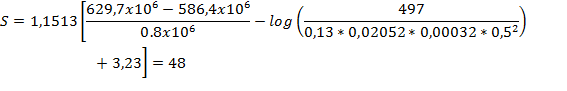 S = 1,1513 [ (629,7x10⁶ − 586,4x10⁶) / 0.8x10⁶ − log ( 497 / (0,13 * 0,02052 * 0,00032 * 0,5²) )
+ 3,23 ] = 48